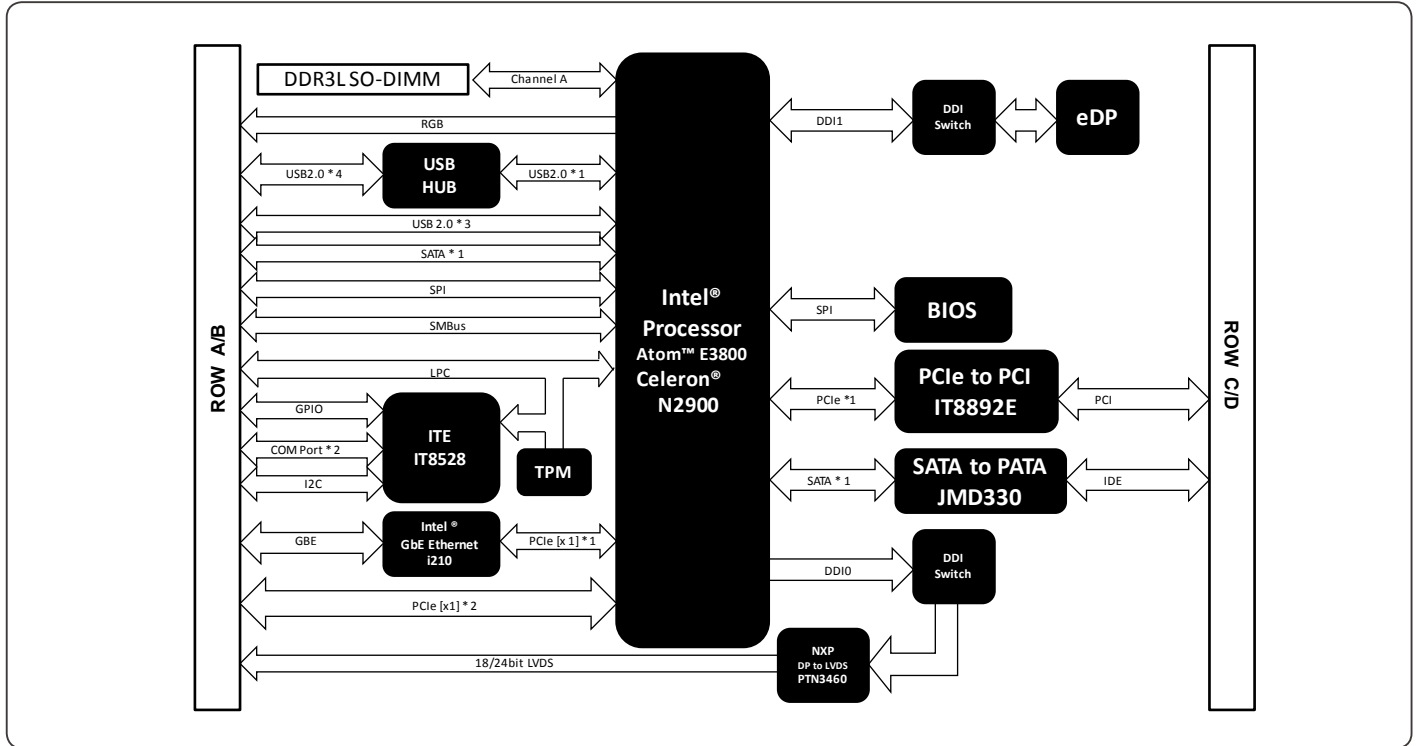 ROW A/B
DDR3L SO-DIMM
Channel A
RGB
USB2.0 * 4
USB
HUB
USB2.0 * 1
USB 2.0 * 3
SATA * 1
SPI
SMBus
LPC
GPIO
COM Port * 2
I2C
ITE
IT8528
TPM
GBE
Intel ®
GbE Ethernet
i210
PCIe [x 1] * 1
PCIe [x1] * 2
18/24bit LVDS
Intel®
Processor
Atom™ E3800
Celeron®
N2900
DDI1
DDI
Switch
eDP
SPI
BIOS
PCIe *1
PCIe to PCI
IT8892E
PCI
SATA * 1
SATA to PATA
JMD330
IDE
DDI0
DDI
Switch
NXP
DP to LVDS
PTN3460
ROW C/D